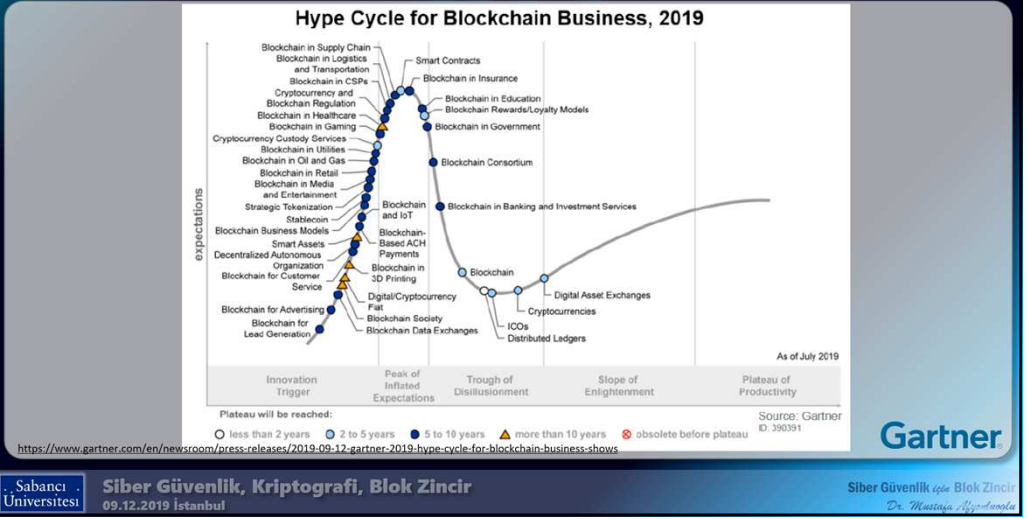 Hype Cycle for Blockchain Business, 2019
Blockchain in Supply Chain
Blockchain in Logistics
and Transportation
Blockchain in CSPs
Cryptocurrency and
Blockchain Regulation
Blockchain in Healthcare
Blockchain in Gaming
Cryptocurrency Custody Services
Blockchain in Utilities
Blockchain in Oil and Gas
Blockchain in Retail
Blockchain in Media
and Entertainment
Strategic Tokenization
Stablecoin
Blockchain Business Models
Smart Assets
Decentralized Autonomous
Organization
Blockchain for Customer
Service
Blockchain for Advertising
Blockchain for
Lead Generation
Smart Contracts
Blockchain in Insurance
Blockchain in Education
Blockchain Rewards/Loyalty Models
Blockchain in Government
Blockchain Consortium
Blockchain in Banking and Investment Services
Blockchain
and IoT
Blockchain-
Based ACH
Payments
Blockchain in
3D Printing
Digital/Cryptocurrency
Fiat
Blockchain Society
Blockchain Data Exchanges
Blockchain
Digital Asset Exchanges
Cryptocurrencies
ICOs
Distributed Ledgers
expectations
As of July 2019
Innovation
Trigger
Peak of
Inflated
Expectations
Trough of
Disillusionment
Slope of
Enlightenment
Plateau of
Productivity
Plateau will be reached:
less than 2 years
2 to 5 years
5 to 10 years
more than 10 years
obsolete before plateau
Source: Gartner
ID: 390391
Gartner
https://www.gartner.com/en/newsroom/press-releases/2019-09-12-gartner-2019-hype-cycle-for-blockchain-business-shows
Sabancı
Üniversitesi
Siber Güvenlik, Kriptografi, Blok Zincir
09.12.2019 İstanbul
Siber Güvenlik için Blok Zincir
Dr. Mustafa Afyonluoglu